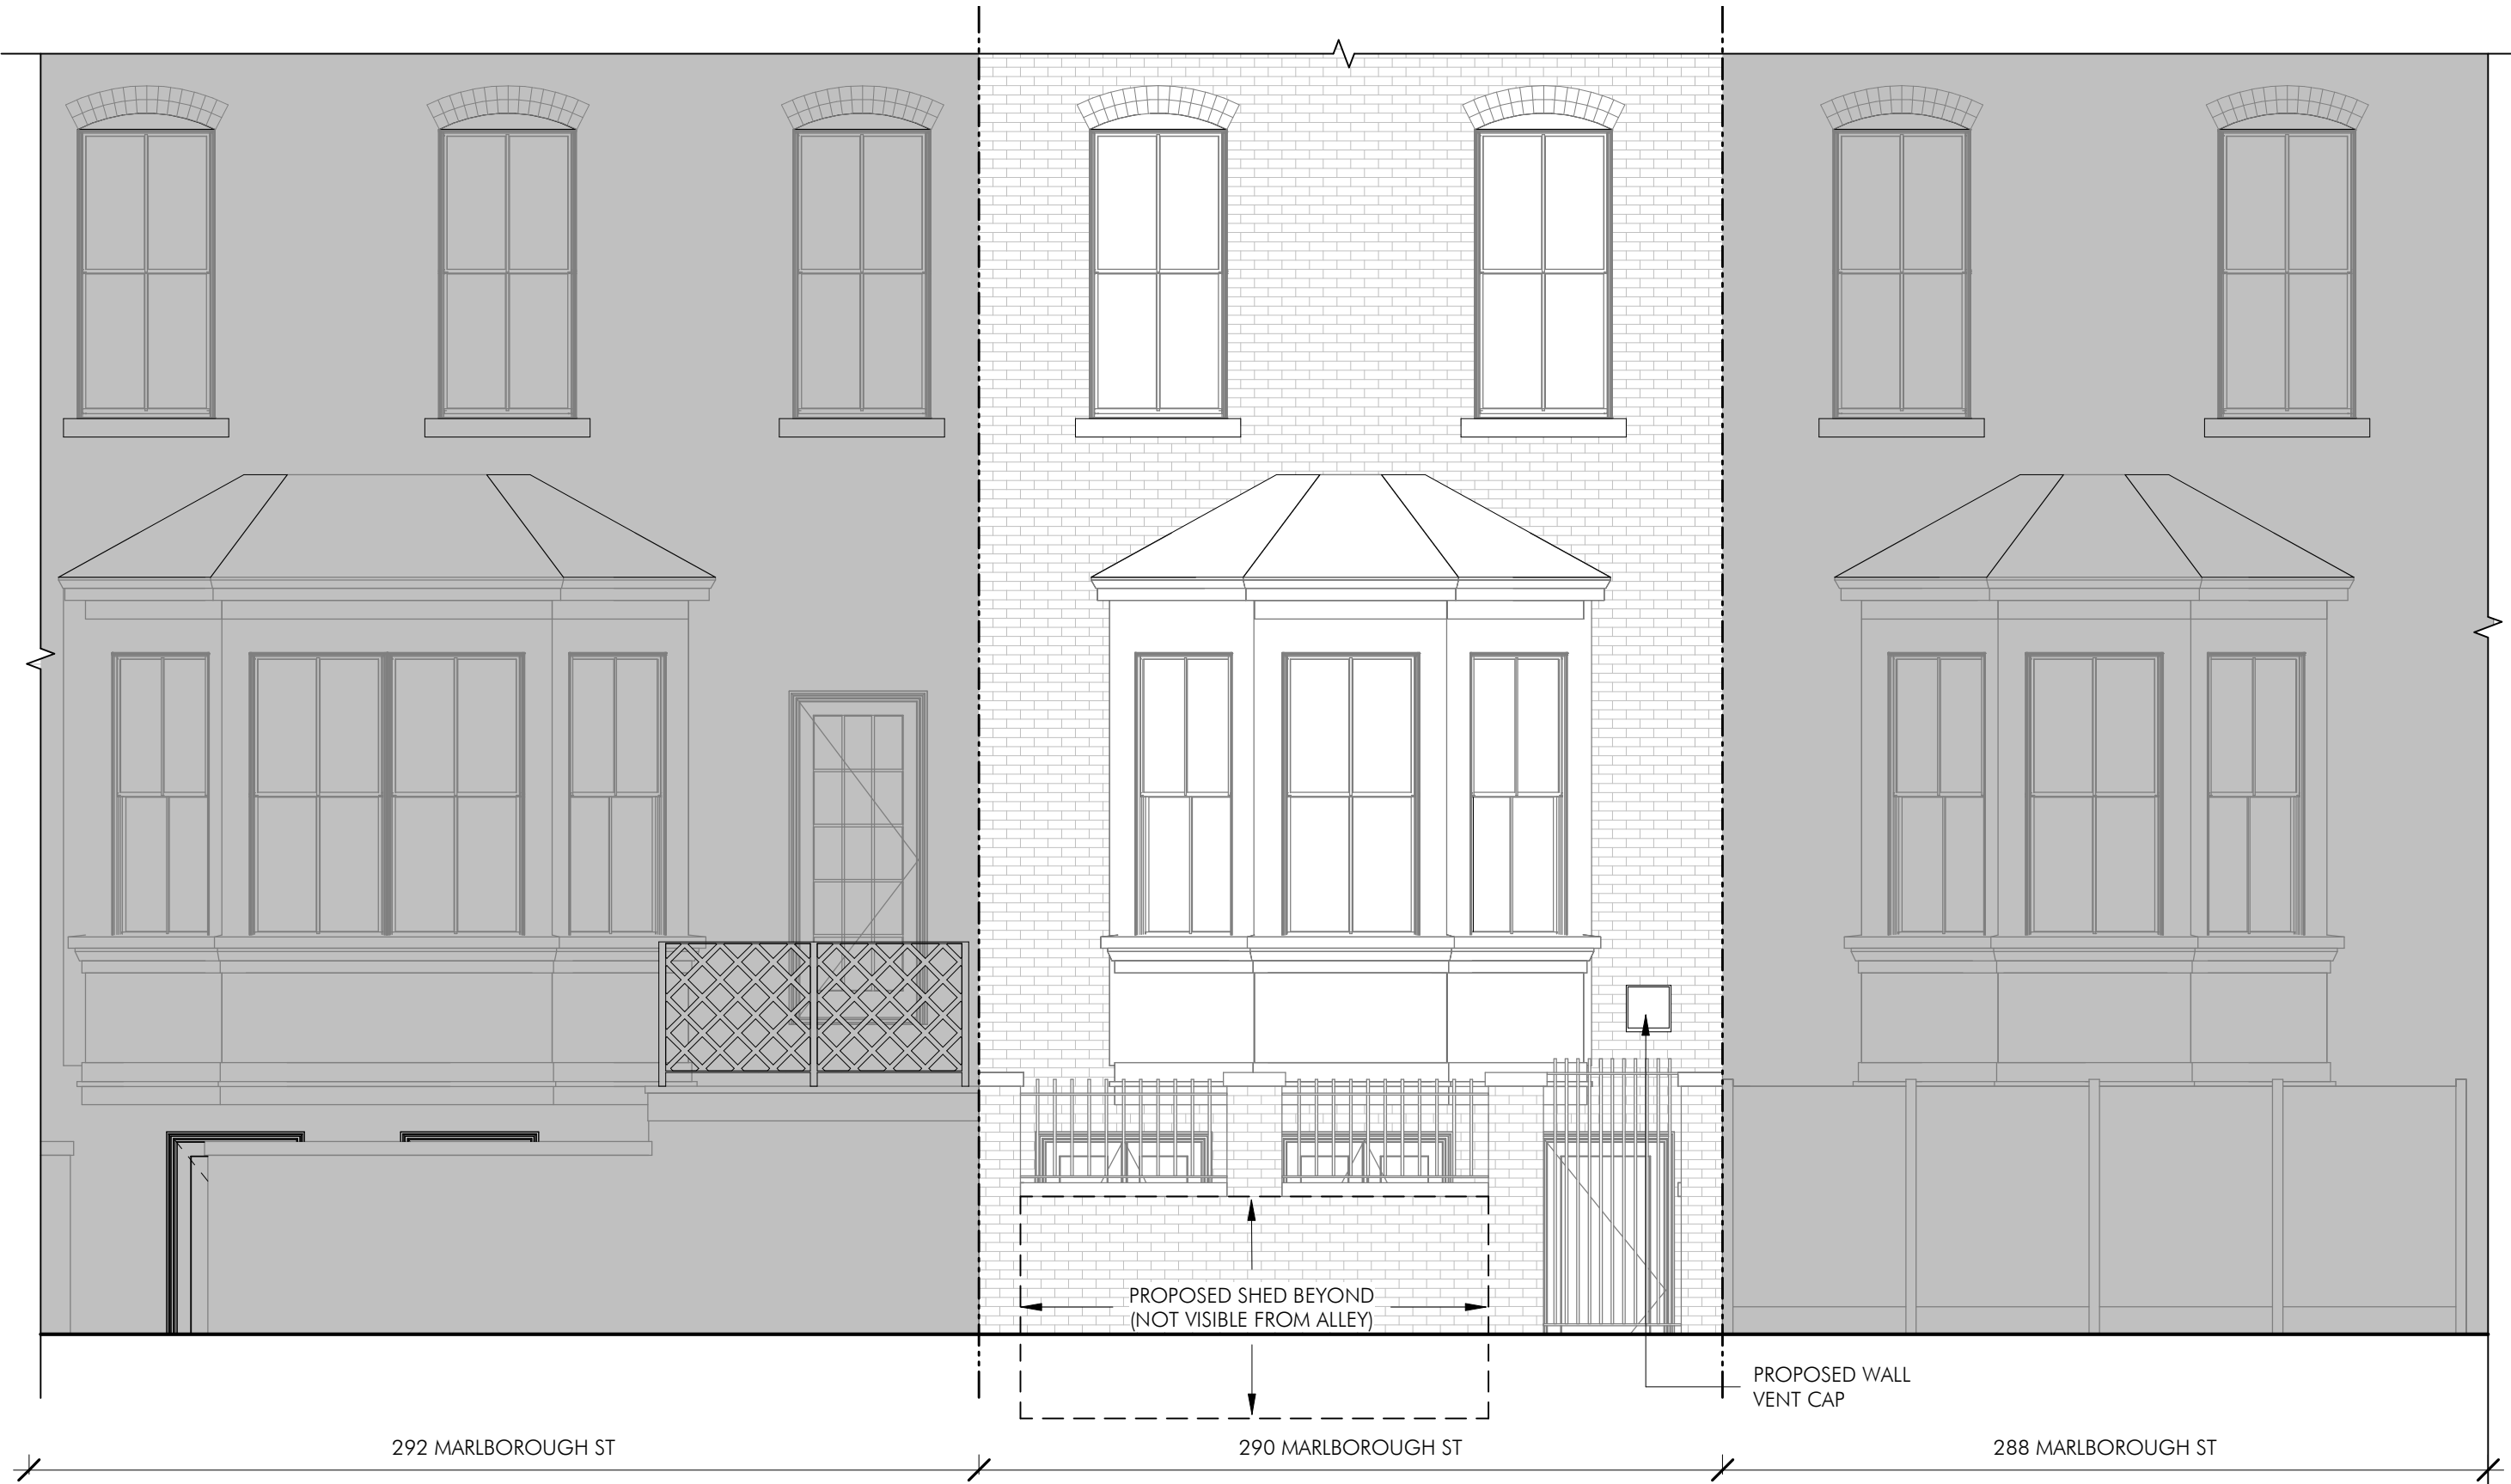 PROPOSED SHED BEYOND
(NOT VISIBLE FROM ALLEY)
PROPOSED WALL
VENT CAP
292 MARLBOROUGH ST
290 MARLBOROUGH ST
288 MARLBOROUGH ST